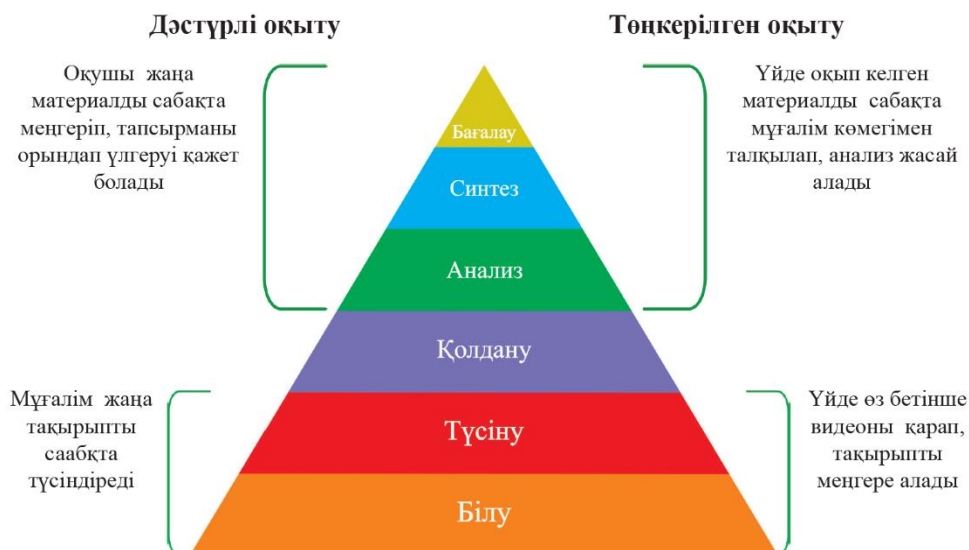 Дәстүрлі оқыту
Төңкерілген оқыту
Оқушы жаңа
материалды сабақта
меңгеріп, тапсырманы
орындап үлгеруі қажет
болады
Үйде оқып келген
материалды сабақта
мұғалім көмегімен
талқылап, анализ жасай
алады
Бағалау
Синтез
Анализ
Қолдану
Түсіну
Білу
Мұғалім жаңа
тақырыпты
саабқта
түсіндіреді
Үйде өз бетінше
видеоны қарап,
тақырыпты
меңгере алады